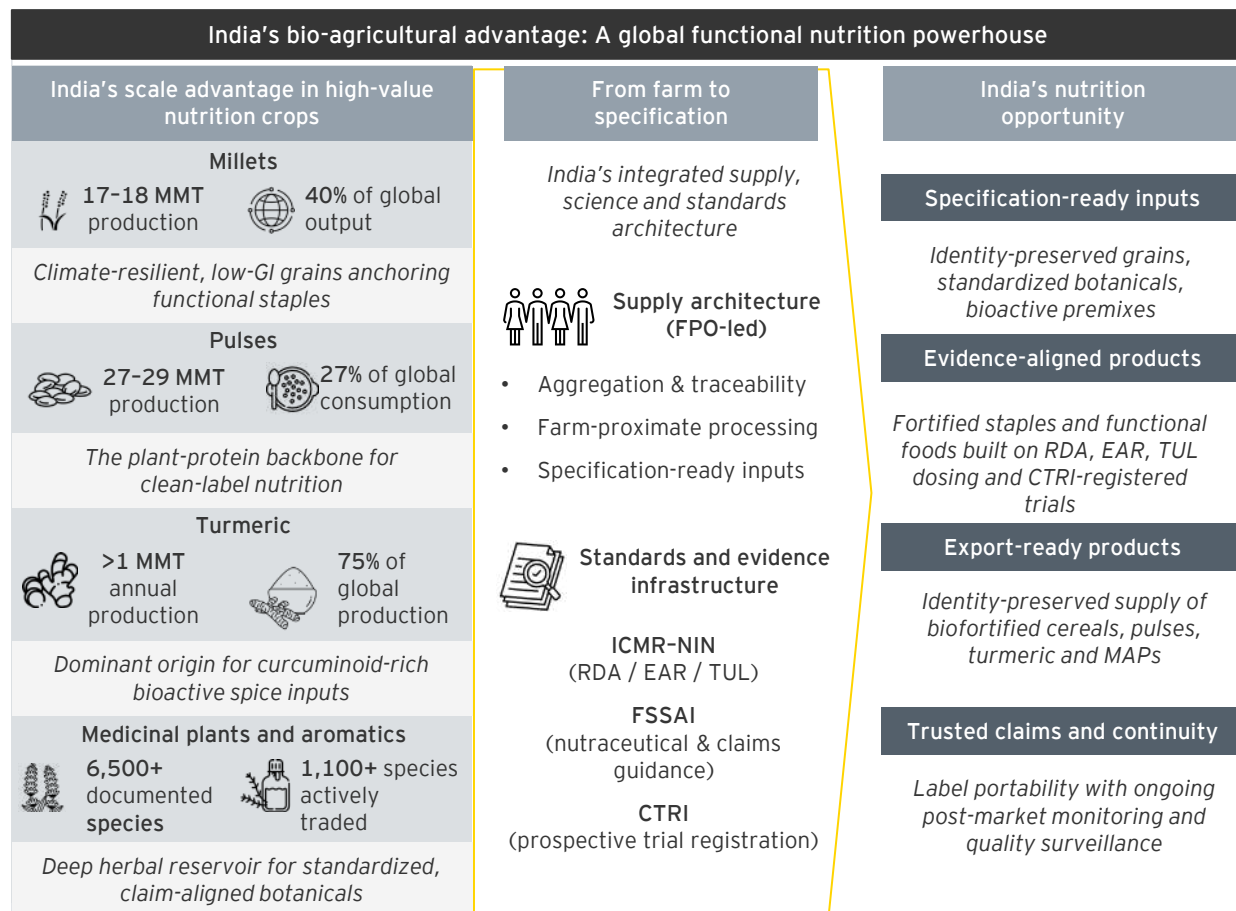 India's bio-agricultural advantage: A global functional nutrition powerhouse
India's scale advantage in high-value
nutrition crops
Millets
17–18 MMT
production
40% of global
output
Climate-resilient, low-GI grains anchoring
functional staples
Pulses
27–29 MMT
production
27% of global
consumption
The plant-protein backbone for
clean-label nutrition
Turmeric
>1 MMT
annual
production
75% of
global
production
Dominant origin for curcuminoid-rich
bioactive spice inputs
Medicinal plants and aromatics
6,500+
documented
species
1,100+ species
actively
traded
Deep herbal reservoir for standardized,
claim-aligned botanicals
From farm to
specification
India's integrated supply,
science and standards
architecture
Supply architecture
(FPO-led)
• Aggregation & traceability
• Farm-proximate processing
• Specification-ready inputs
Standards and evidence
infrastructure
ICMR–NIN
(RDA / EAR / TUL)
FSSAI
(nutraceutical & claims
guidance)
CTRI
(prospective trial registration)
India's nutrition
opportunity
Specification-ready inputs
Identity-preserved grains,
standardized botanicals,
bioactive premixes
Evidence-aligned products
Fortified staples and functional
foods built on RDA, EAR, TUL
dosing and CTRI-registered
trials
Export-ready products
Identity-preserved supply of
biofortified cereals, pulses,
turmeric and MAPs
Trusted claims and continuity
Label portability with ongoing
post-market monitoring and
quality surveillance